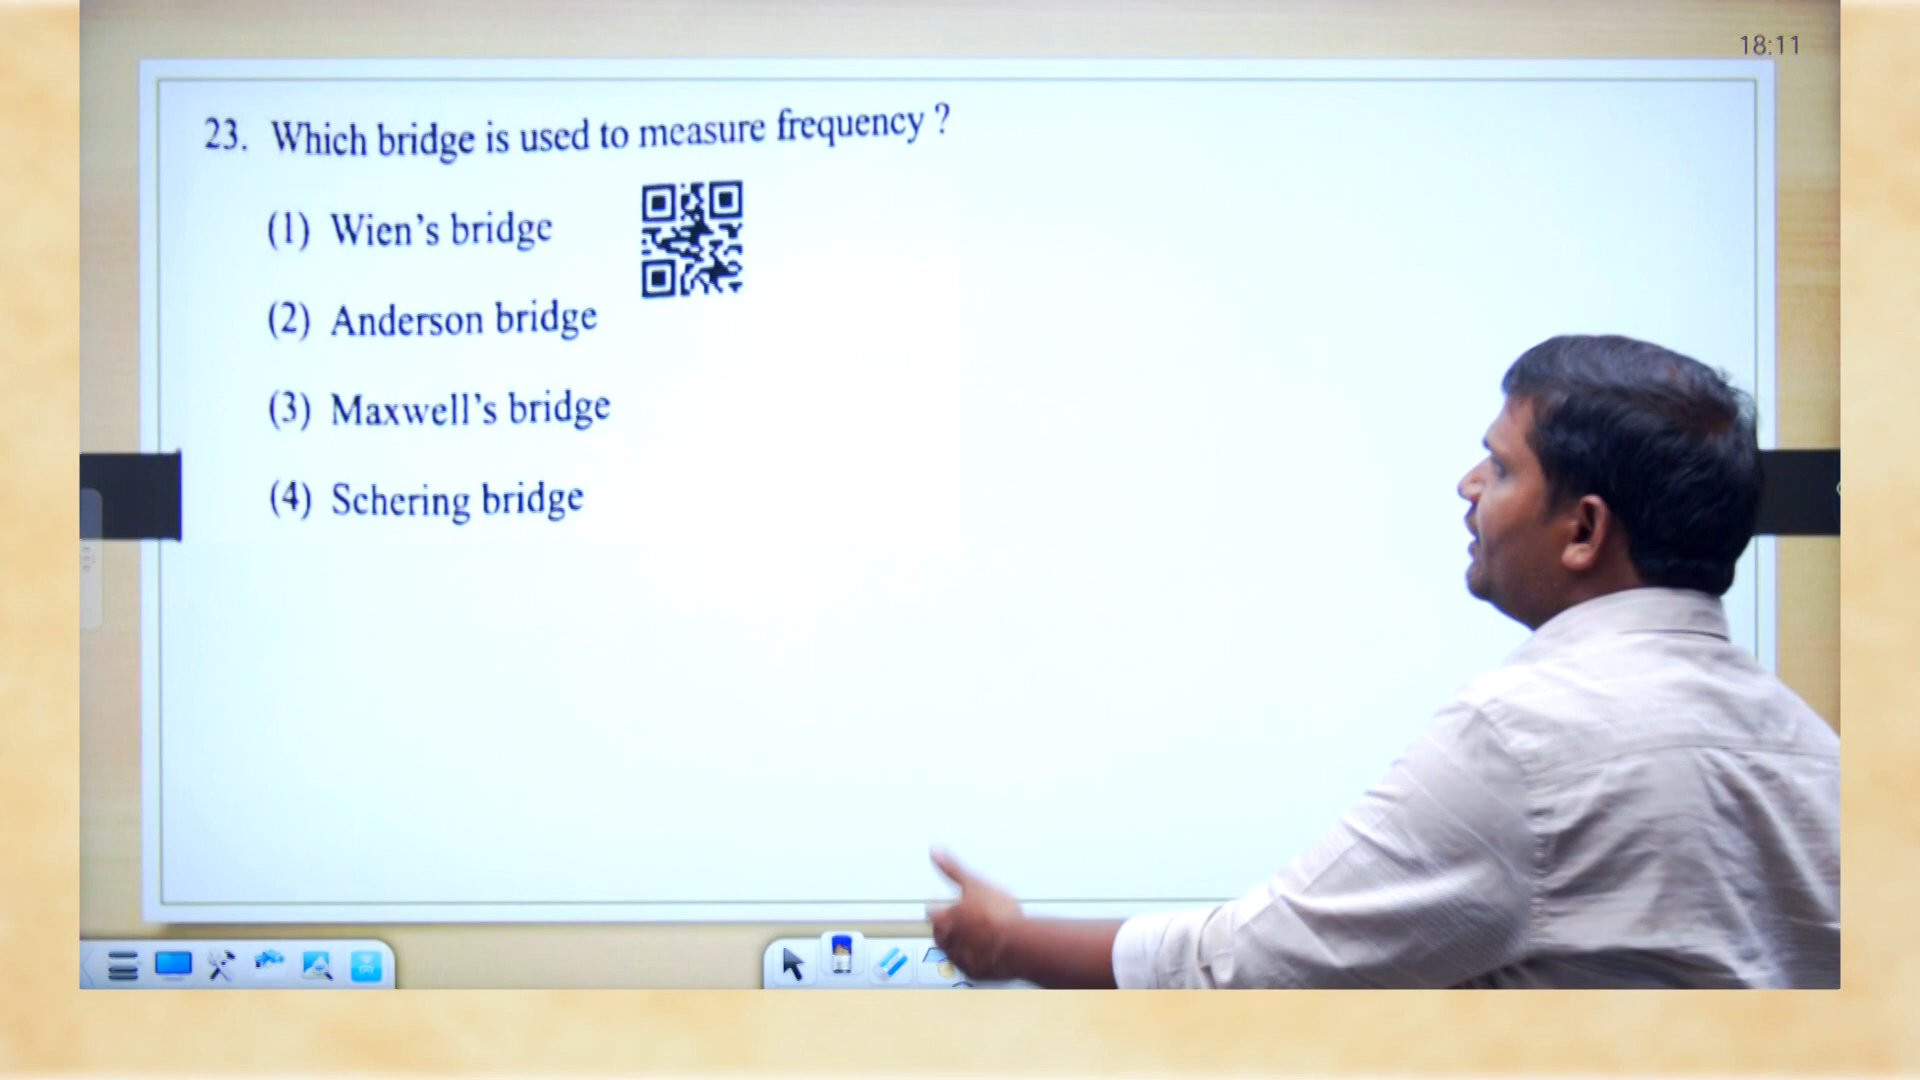 18:11
23. Which bridge is used to measure frequency ?
(1) Wien's bridge
(2) Anderson bridge
(3) Maxwell's bridge
(4) Schering bridge